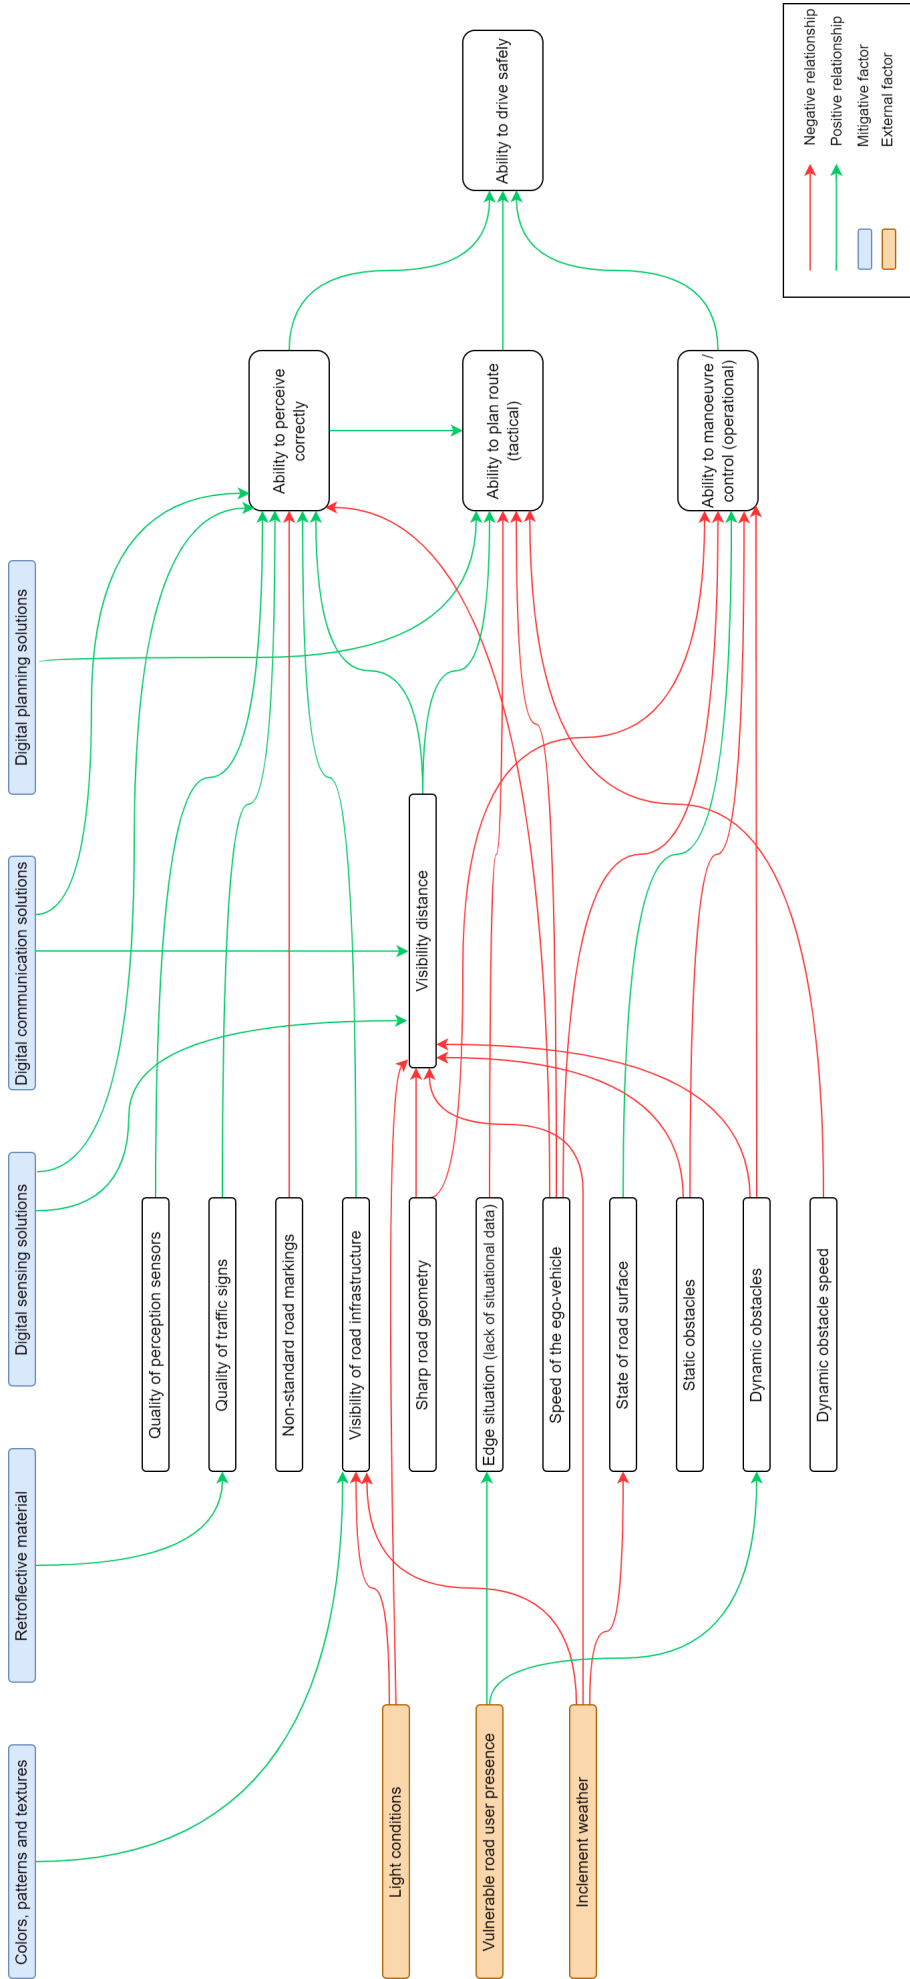 Colors, patterns and textures
Retroflective material
Digital sensing solutions
Digital communication solutions
Digital planning solutions
Quality of perception sensors
Quality of traffic signs
Non-standard road markings
Visibility of road infrastructure
Light conditions
Sharp road geometry
Visibility distance
Vulnerable road user presence
Edge situation (lack of situational data)
Speed of the ego-vehicle
Inclement weather
State of road surface
Static obstacles
Dynamic obstacles
Dynamic obstacle speed
Ability to perceive
correctly
Ability to plan route
(tactical)
Ability to manoeuvre /
control (operational)
Ability to drive safely
Negative relationship
Positive relationship
Mitigative factor
External factor